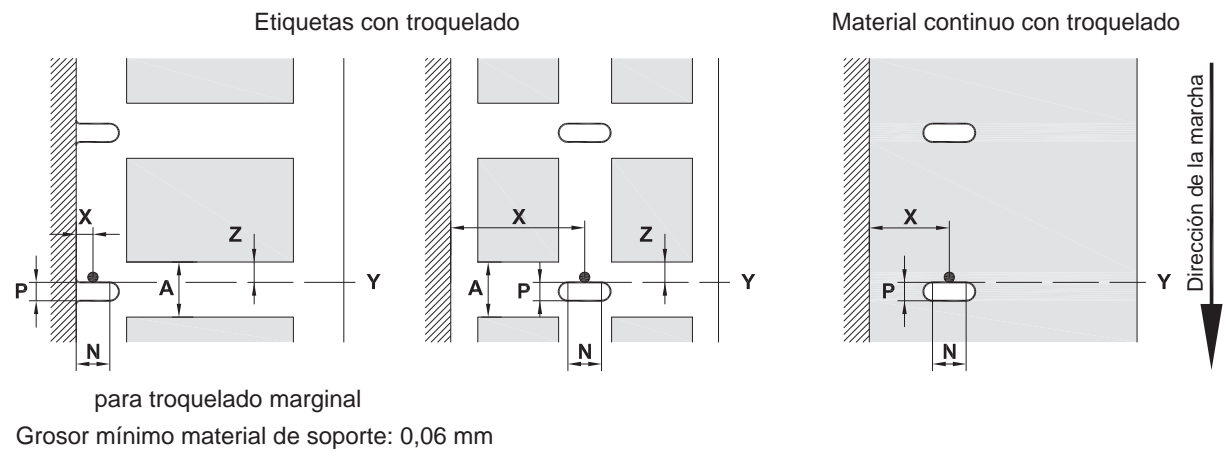 Etiquetas con troquelado
Material continuo con troquelado
X
Z
P
A
Y
N
X
Z
A
P
Y
N
X
P
Y
N
Dirección de la marcha
para troquelado marginal
Grosor mínimo material de soporte: 0,06 mm